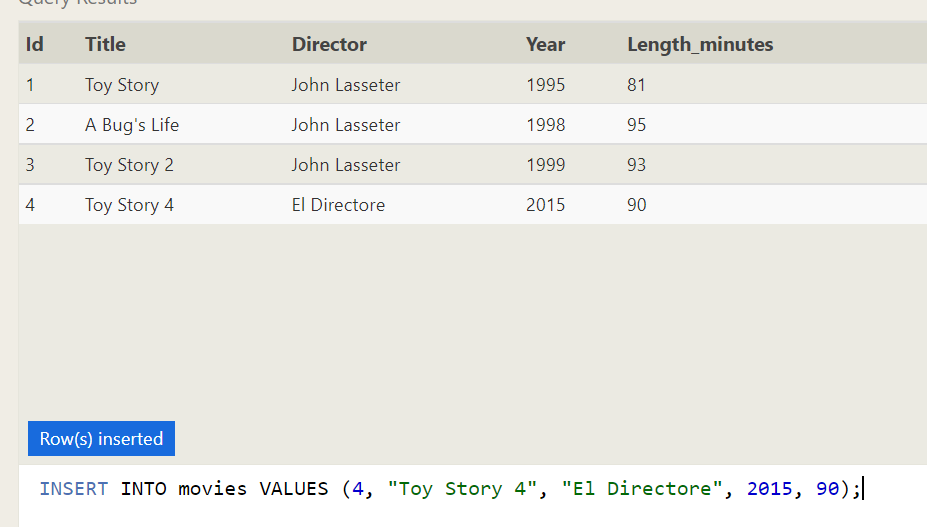 Query Results
Id Title Director Year Length_minutes
1 Toy Story John Lasseter 1995 81
2 A Bug's Life John Lasseter 1998 95
3 Toy Story 2 John Lasseter 1999 93
4 Toy Story 4 El Directore 2015 90
Row(s) inserted
INSERT INTO movies VALUES (4, "Toy Story 4", "El Directore", 2015, 90);